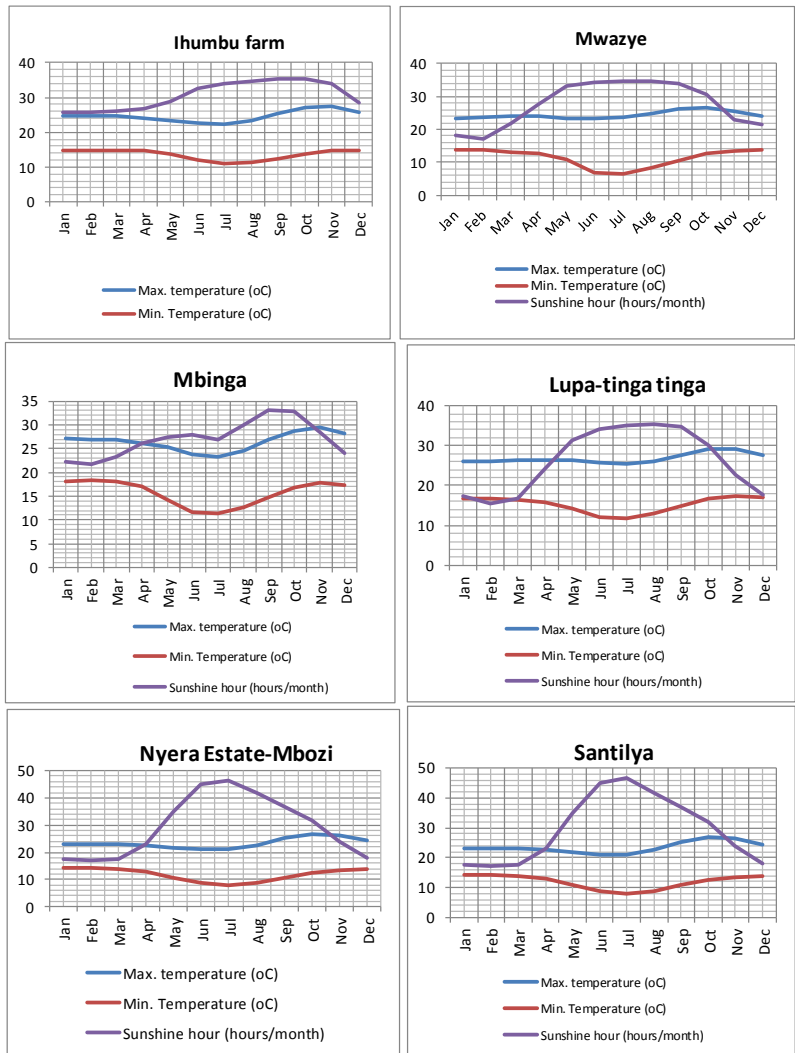 Ihumbu farm
40
30
20
10
0
Jan Feb Mar Apr May Jun Jul Aug Sep Oct Nov Dec
Max. temperature (oC)
Min. Temperature (oC)
Mwazye
40
30
20
10
0
Jan Feb Mar Apr May Jun Jul Aug Sep Oct Nov Dec
Max. temperature (oC)
Min. Temperature (oC)
Sunshine hour (hours/month)
Mbinga
35
30
25
20
15
10
5
0
Jan Feb Mar Apr May Jun Jul Aug Sep Oct Nov Dec
Max. temperature (oC)
Min. Temperature (oC)
Sunshine hour (hours/month)
Lupa-tinga tinga
40
30
20
10
0
Jan Feb Mar Apr May Jun Jul Aug Sep Oct Nov Dec
Max. temperature (oC)
Min. Temperature (oC)
Sunshine hour (hours/month)
Nyera Estate-Mbozi
50
40
30
20
10
0
Jan Feb Mar Apr May Jun Jul Aug Sep Oct Nov Dec
Max. temperature (oC)
Min. Temperature (oC)
Sunshine hour (hours/month)
Santilya
50
40
30
20
10
0
Jan Feb Mar Apr May Jun Jul Aug Sep Oct Nov Dec
Max. temperature (oC)
Min. Temperature (oC)
Sunshine hour (hours/month)